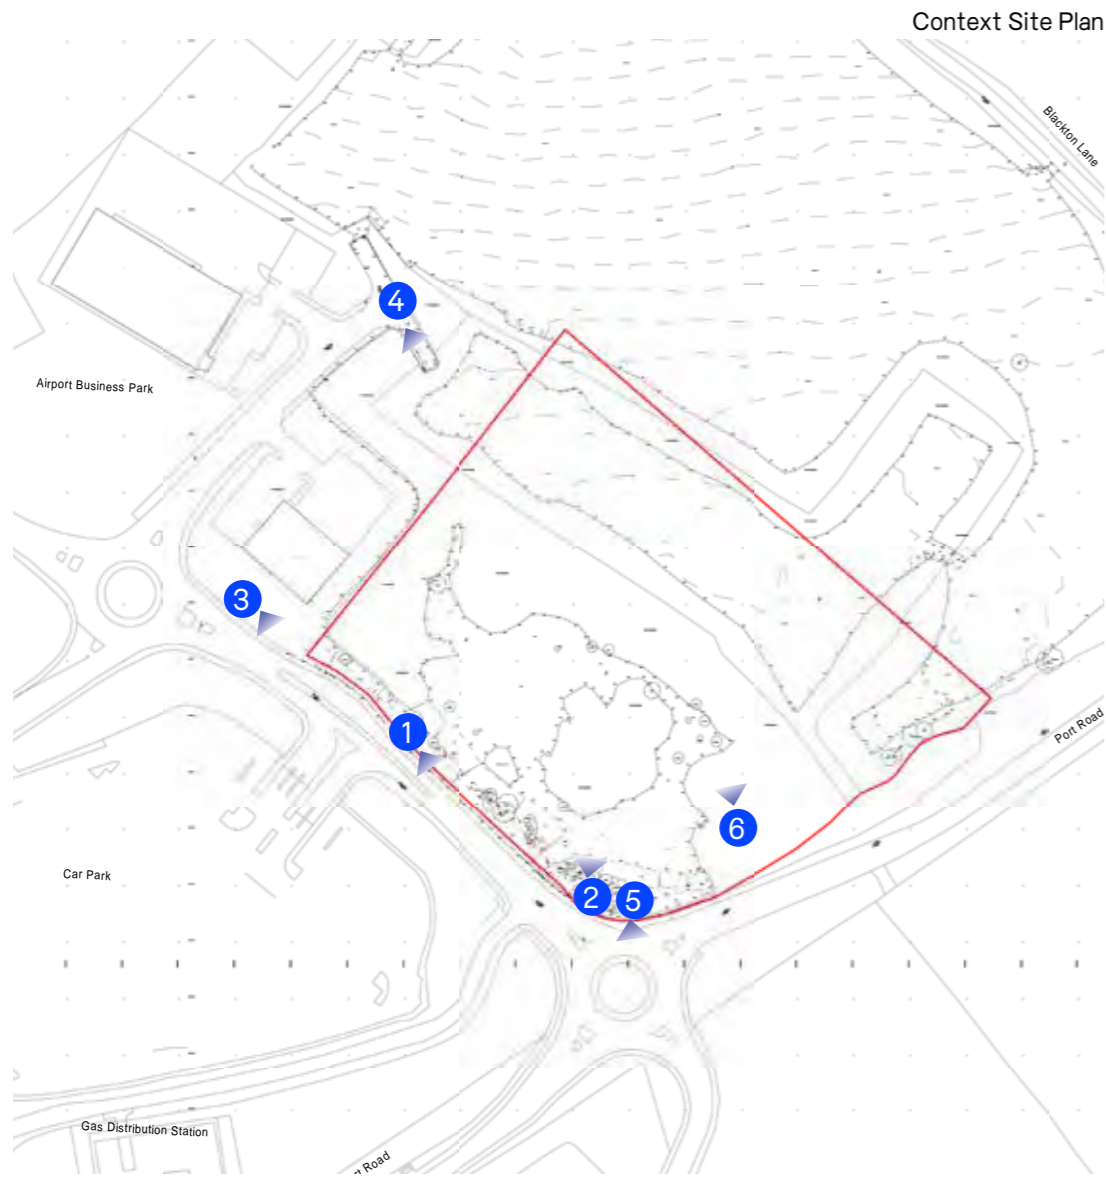 Context Site Plan
Blackton Lane
4
Airport Business Park
3
1
Port Road
6
Car Park
2
5
Gas Distribution Station
rt Road